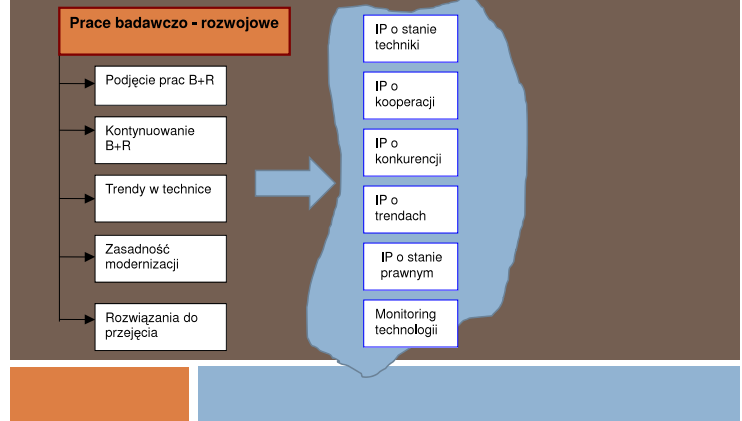 Prace badawczo - rozwojowe
Podjęcie prac B+R
Kontynuowanie
B+R
Trendy w technice
Zasadność
modernizacji
Rozwiązania do
przejęcia
IP o stanie
techniki
IP o
kooperacji
IP o
konkurencji
IP o
trendach
IP o stanie
prawnym
Monitoring
technologii